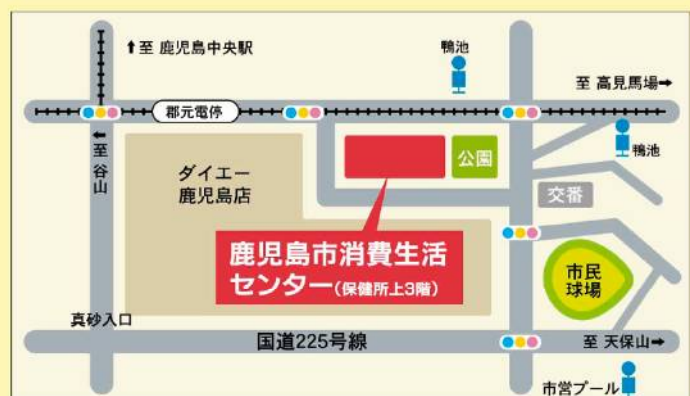 ↑至 鹿児島中央駅
鴨池
至 高見馬場→
郡元電停
←至 谷山
ダイエー
鹿児島店
公園
鴨池
交番
鹿児島市消費生活
センター(保健所上3階)
市民
球場
真砂入口
国道225号線
至 天保山→
市営プール